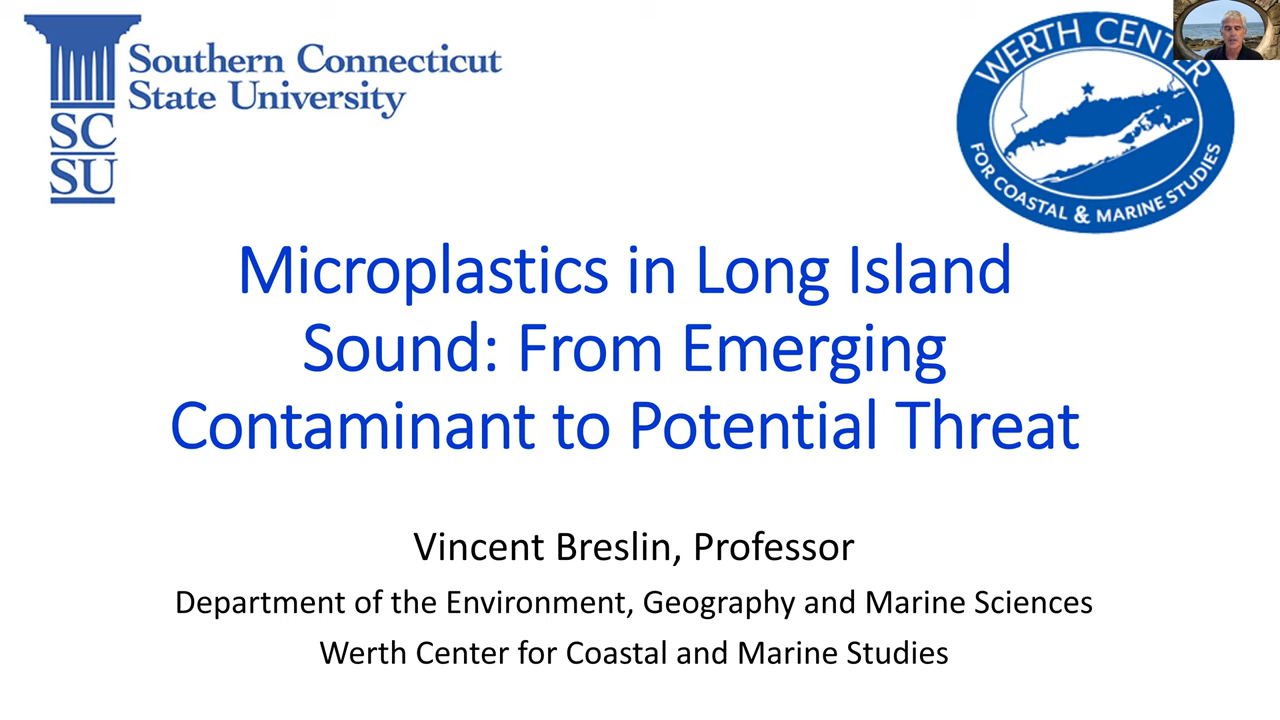 Southern Connecticut
State University
SC
SU
WERTH CENTER
FOR COASTAL & MARINE STUDIES
Microplastics in Long Island
Sound: From Emerging
Contaminant to Potential Threat
Vincent Breslin, Professor
Department of the Environment, Geography and Marine Sciences
Werth Center for Coastal and Marine Studies